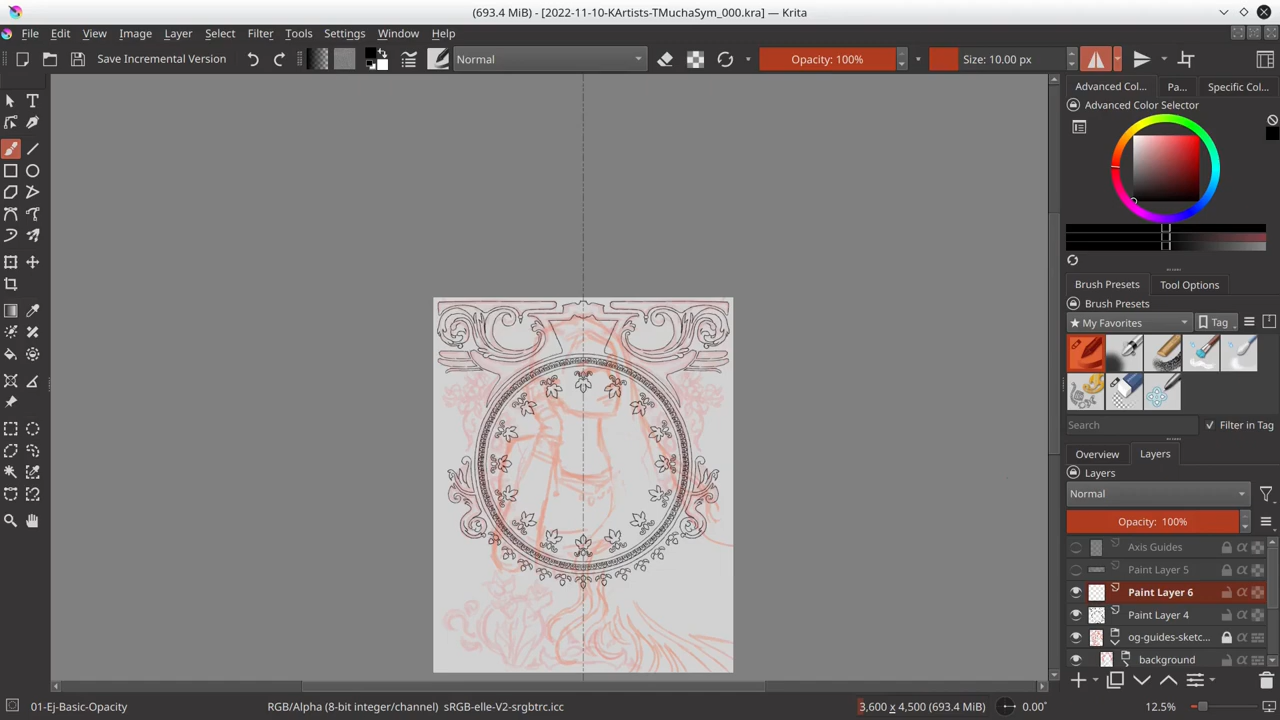 (693.4 MiB) - [2022-11-10-KArtists-TMuchaSym_000.kra] — Krita
File Edit View Image Layer Select Filter Tools Settings Window Help
Save Incremental Version Normal Opacity: 100% Size: 10.00 px
Advanced Col... Pa... Specific Col...
Advanced Color Selector
Brush Presets Tool Options
Brush Presets
★ My Favorites Tag
Search Filter in Tag
Overview Layers
Layers
Normal
Opacity: 100%
Axis Guides
Paint Layer 5
Paint Layer 6
Paint Layer 4
og-guides-sketc...
background
01-Ej-Basic-Opacity RGB/Alpha (8-bit integer/channel) sRGB-elle-V2-srgbtrc.icc 3,600 x 4,500 (693.4 MiB) 0.00° 12.5%